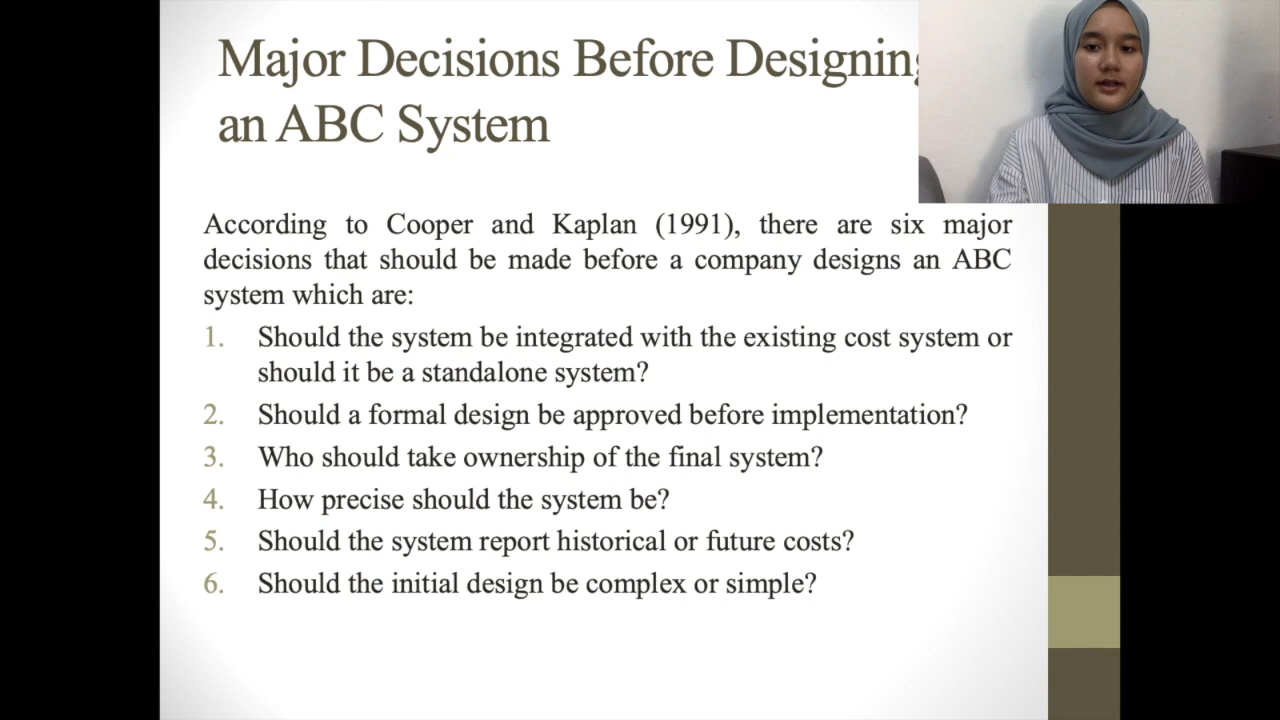 Major Decisions Before Designing
an ABC System
According to Cooper and Kaplan (1991), there are six major
decisions that should be made before a company designs an ABC
system which are:
1. Should the system be integrated with the existing cost system or
should it be a standalone system?
2. Should a formal design be approved before implementation?
3. Who should take ownership of the final system?
4. How precise should the system be?
5. Should the system report historical or future costs?
6. Should the initial design be complex or simple?